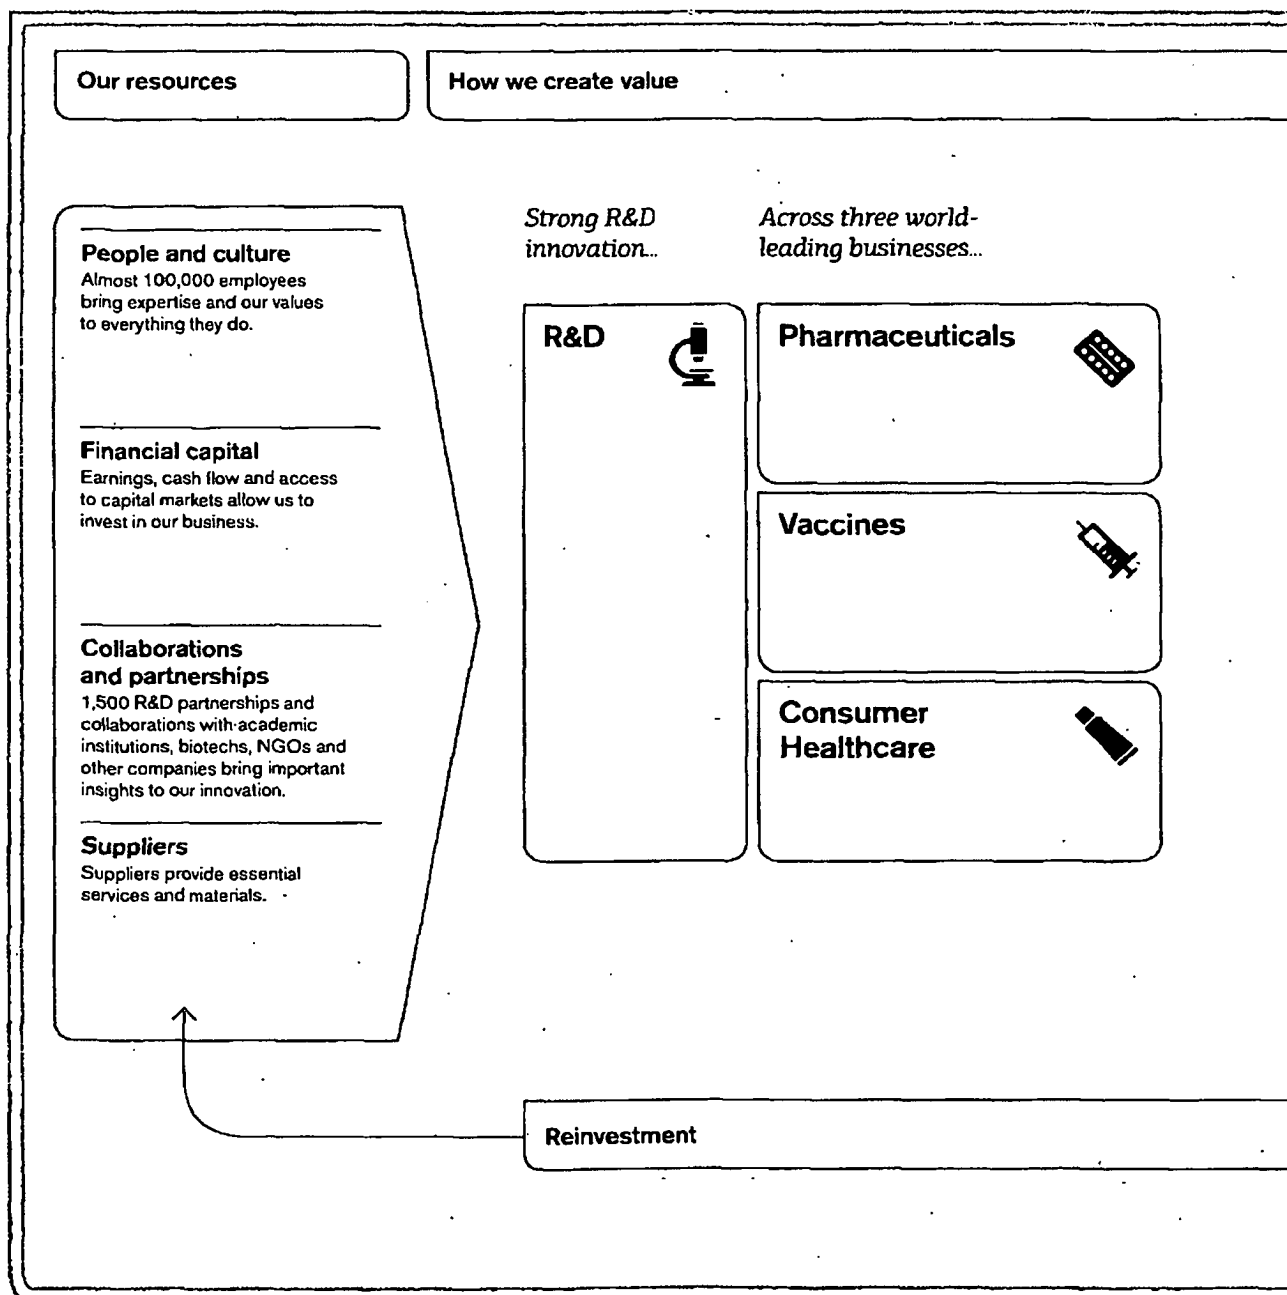 Our resources
How we create value
People and culture
Almost 100,000 employees
bring expertise and our values
to everything they do.
Financial capital
Earnings, cash flow and access
to capital markets allow us to
invest in our business.
Collaborations
and partnerships
1,500 R&D partnerships and
collaborations with academic
institutions, biotechs, NGOs and
other companies bring important
insights to our innovation.
Suppliers
Suppliers provide essential
services and materials.
Strong R&D
innovation...
Across three world-
leading businesses...
R&D
Pharmaceuticals
Vaccines
Consumer
Healthcare
Reinvestment